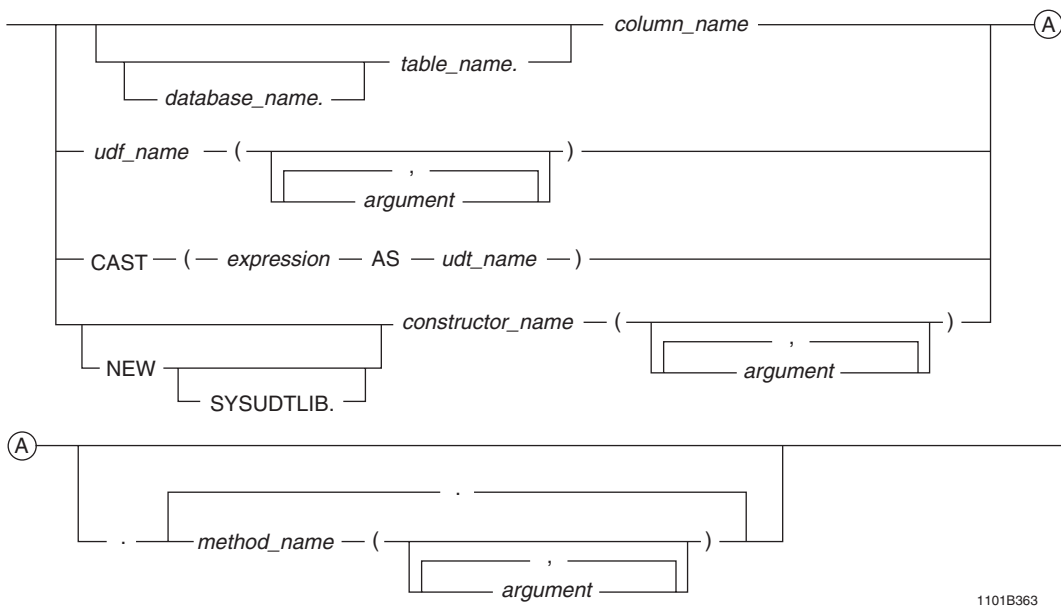 column_name A
table_name.
database_name.
udf_name ( )
,
argument
CAST ( expression AS udt_name )
constructor_name ( )
NEW ,
argument
SYSUDTLIB.
A
.
. method_name ( )
,
argument
1101B363